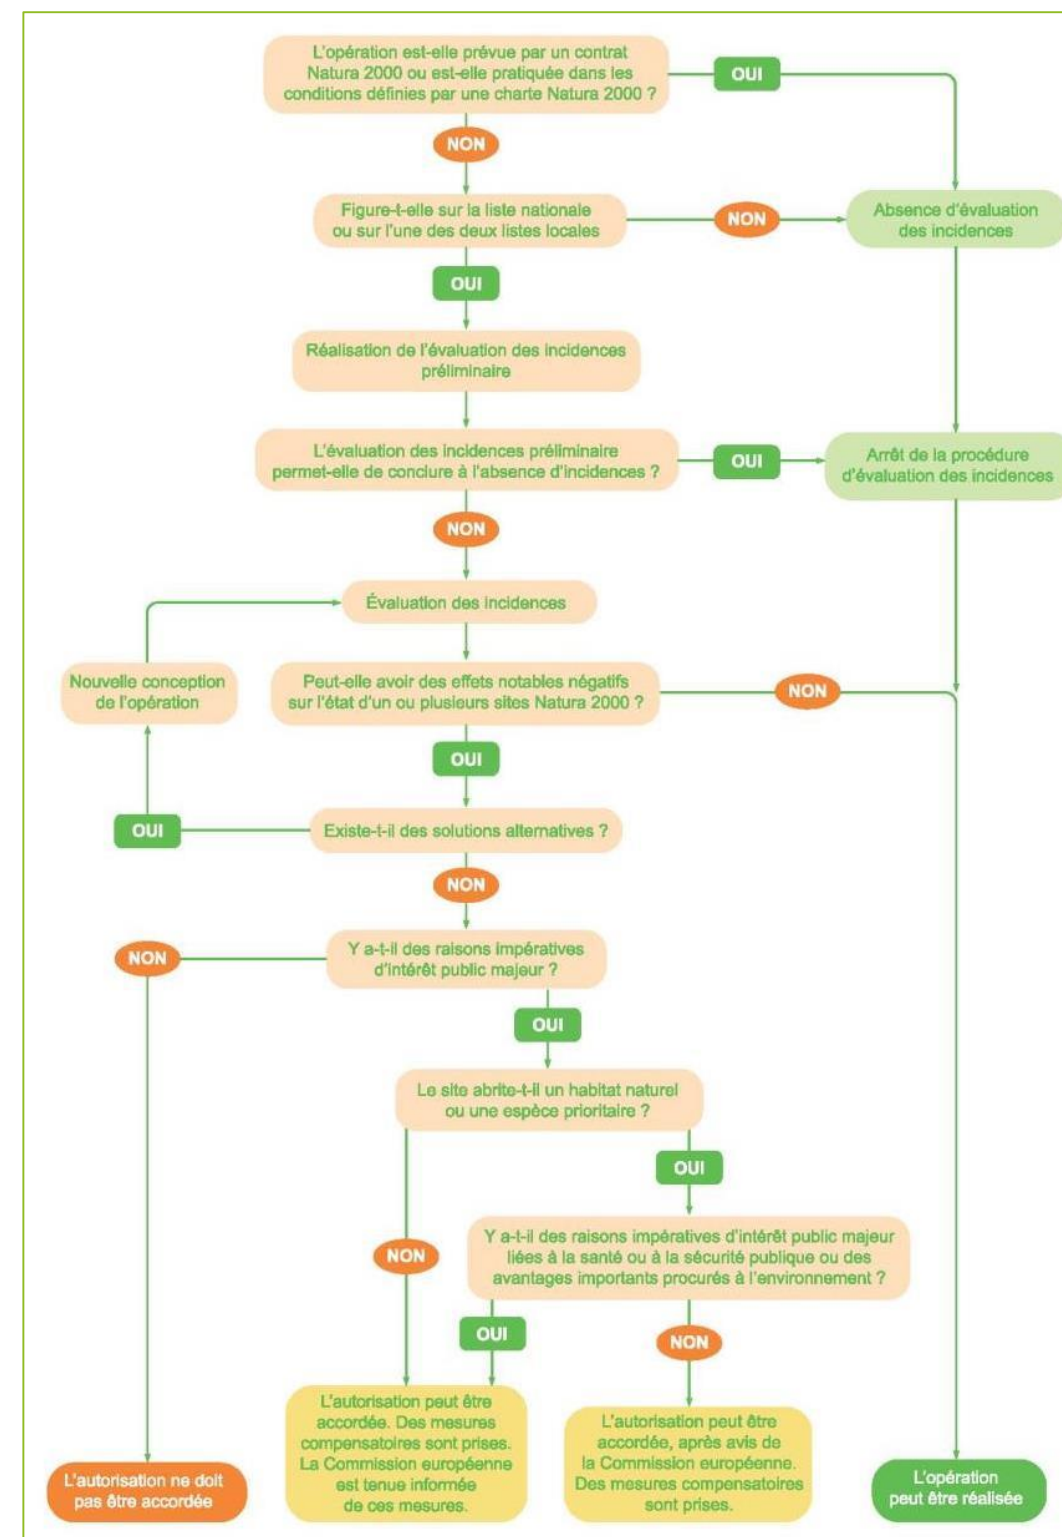 L'opération est-elle prévue par un contrat
Natura 2000 ou est-elle pratiquée dans les
conditions définies par une charte Natura 2000 ?
OUI
NON
Figure-t-elle sur la liste nationale
ou sur l'une des deux listes locales
NON
Absence d'évaluation
des incidences
OUI
Réalisation de l'évaluation des incidences
préliminaire
L'évaluation des incidences préliminaire
permet-elle de conclure à l'absence d'incidences ?
OUI
Arrêt de la procédure
d'évaluation des incidences
NON
Évaluation des incidences
Nouvelle conception
de l'opération
Peut-elle avoir des effets notables négatifs
sur l'état d'un ou plusieurs sites Natura 2000 ?
NON
OUI
OUI
Existe-t-il des solutions alternatives ?
NON
NON
Y a-t-il des raisons impératives
d'intérêt public majeur ?
OUI
Le site abrite-t-il un habitat naturel
ou une espèce prioritaire ?
OUI
NON
Y a-t-il des raisons impératives d'intérêt public majeur
liées à la santé ou à la sécurité publique ou des
avantages importants procurés à l'environnement ?
OUI
NON
L'autorisation ne doit
pas être accordée
L'autorisation peut être
accordée. Des mesures
compensatoires sont prises.
La Commission européenne
est tenue informée
de ces mesures.
L'autorisation peut être
accordée, après avis de
la Commission européenne.
Des mesures compensatoires
sont prises.
L'opération
peut être réalisée